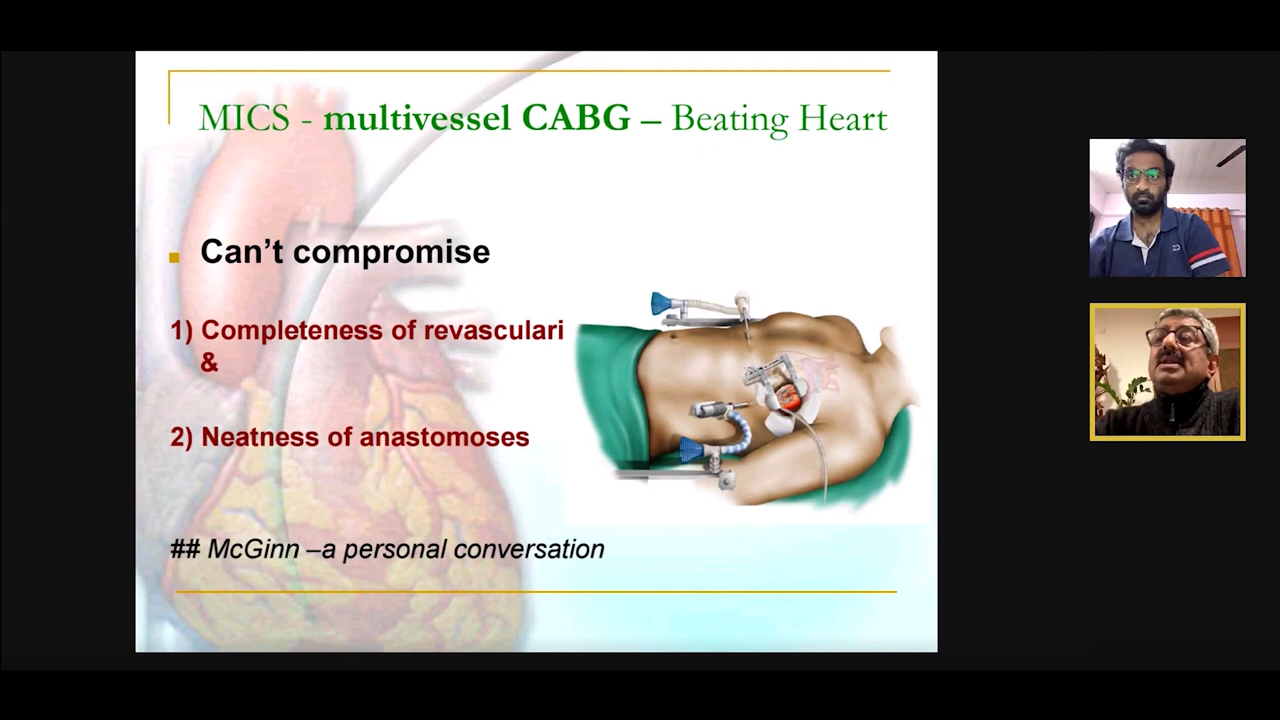 MICS - multivessel CABG – Beating Heart
Can’t compromise
1) Completeness of revasculari
&
2) Neatness of anastomoses
## McGinn –a personal conversation